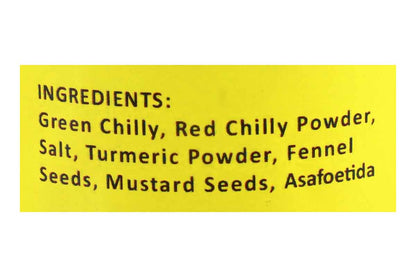 INGREDIENTS:
Green Chilly, Red Chilly Powder,
Salt, Turmeric Powder, Fennel
Seeds, Mustard Seeds, Asafoetida